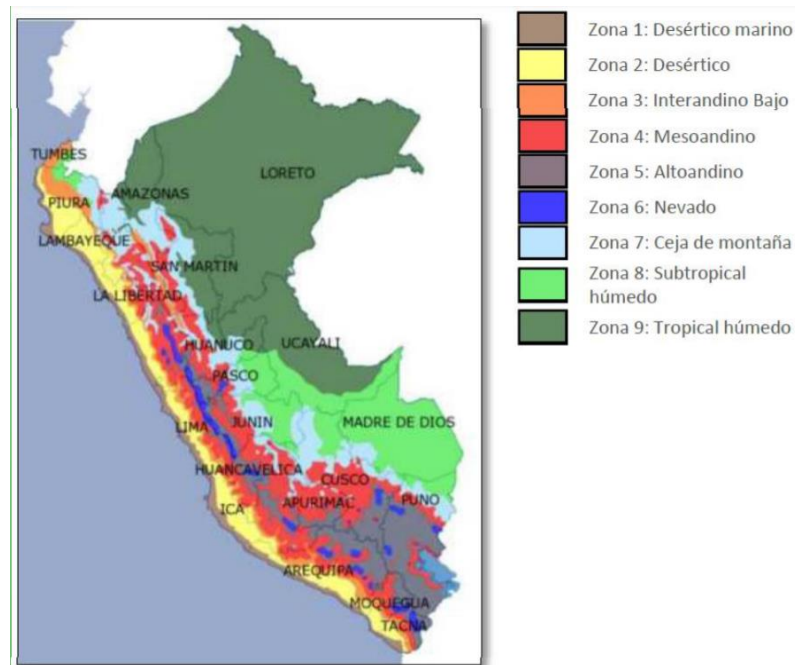 Zona 1: Desértico marino
Zona 2: Desértico
Zona 3: Interandino Bajo
Zona 4: Mesoandino
Zona 5: Altoandino
Zona 6: Nevado
Zona 7: Ceja de montaña
Zona 8: Subtropical
húmedo
Zona 9: Tropical húmedo
TUMBES
AMAZONAS
LORETO
PIURA
LAMBAYEQUE
SAN MARTIN
LA LIBERTAD
HUANUCO
UCAYALI
PASCO
LIMA
JUNIN
MADRE DE DIOS
HUANCAVELICA
CUSCO
ICA
APURIMAC
PUNO
AREQUIPA
MOQUEGUA
TACNA